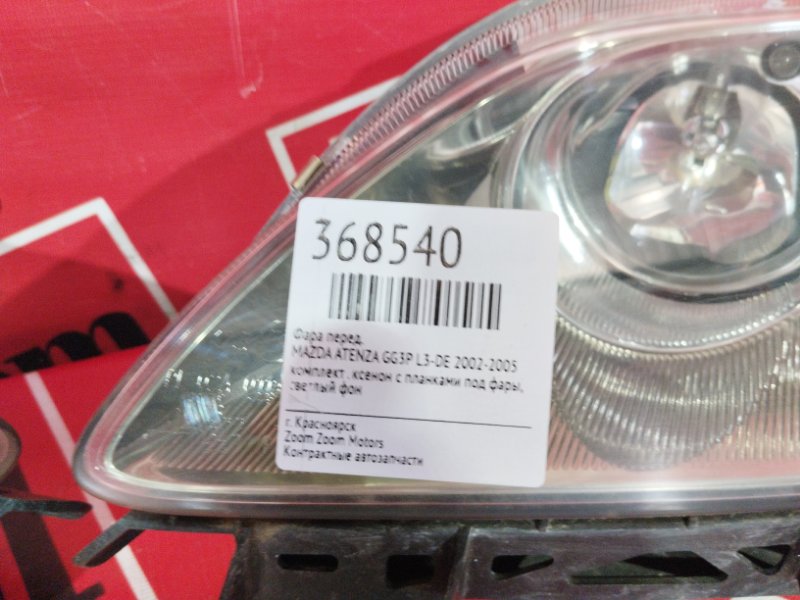 368540
Фара перед.
MAZDA ATENZA GG3P L3-DE 2002-2005
комплект , ксенон с планками под фары,
светлый фон
г. Красноярск
Zoom Zoom Motors
Контрактные автозапчасти